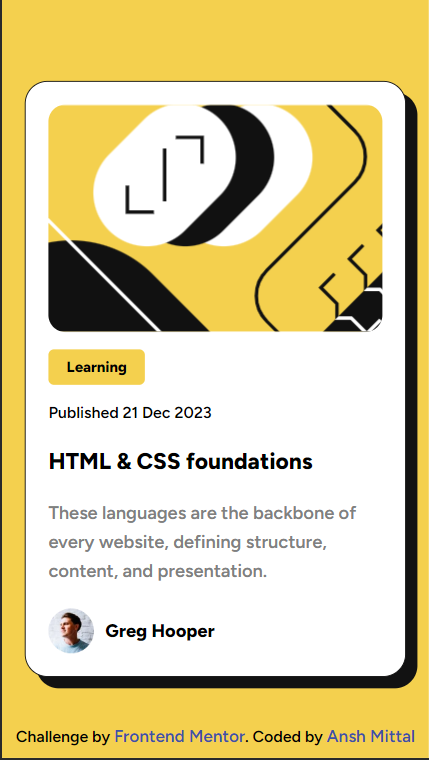 Learning
Published 21 Dec 2023
HTML & CSS foundations
These languages are the backbone of
every website, defining structure,
content, and presentation.
Greg Hooper
Challenge by Frontend Mentor. Coded by Ansh Mittal